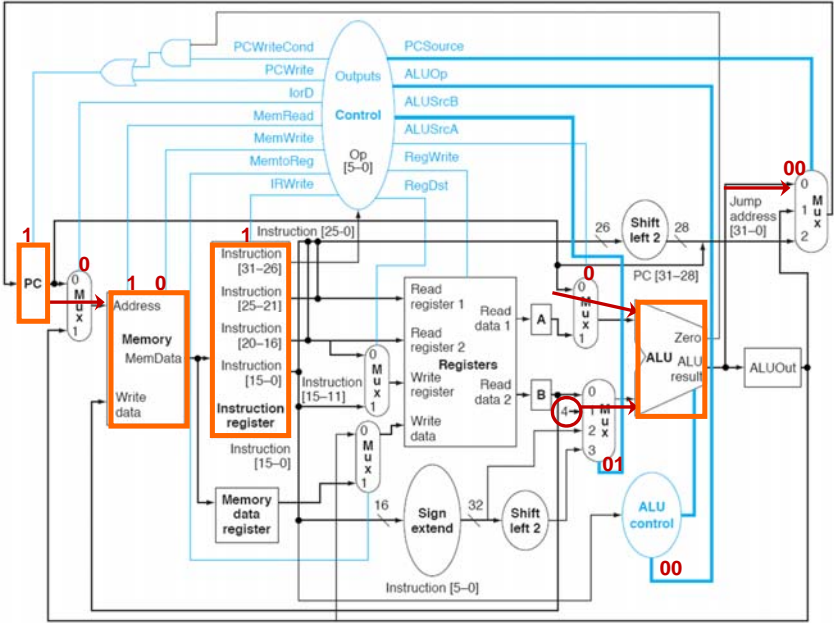 PCWriteCond
PCWrite
IorD
MemRead
MemWrite
MemtoReg
IRWrite
Outputs
Control
Op
[5–0]
PCSource
ALUOp
ALUSrcB
ALUSrcA
RegWrite
RegDst
1
PC
0
0
M
u
x
1
1 0
Address
Memory
MemData
Write
data
1
Instruction [25-0]
Instruction
[31–26]
Instruction
[25–21]
Instruction
[20–16]
Instruction
[15–0]
Instruction
register
Instruction
[15–0]
Memory
data
register
Instruction
[15–11]
0
M
u
x
1
0
M
u
x
1
Read
register 1
Read
register 2
Registers
Write
register
Write
data
Read
data 1
Read
data 2
A
B
4
0
0
M
u
x
1
0
1
2
3
M
u
x
01
16
Sign
extend
32
Shift
left 2
Instruction [5–0]
26
Shift
left 2
28
PC [31–28]
Zero
ALU
ALU
result
ALUOut
ALU
control
00
Jump
address
[31–0]
00
0
1
2
M
u
x